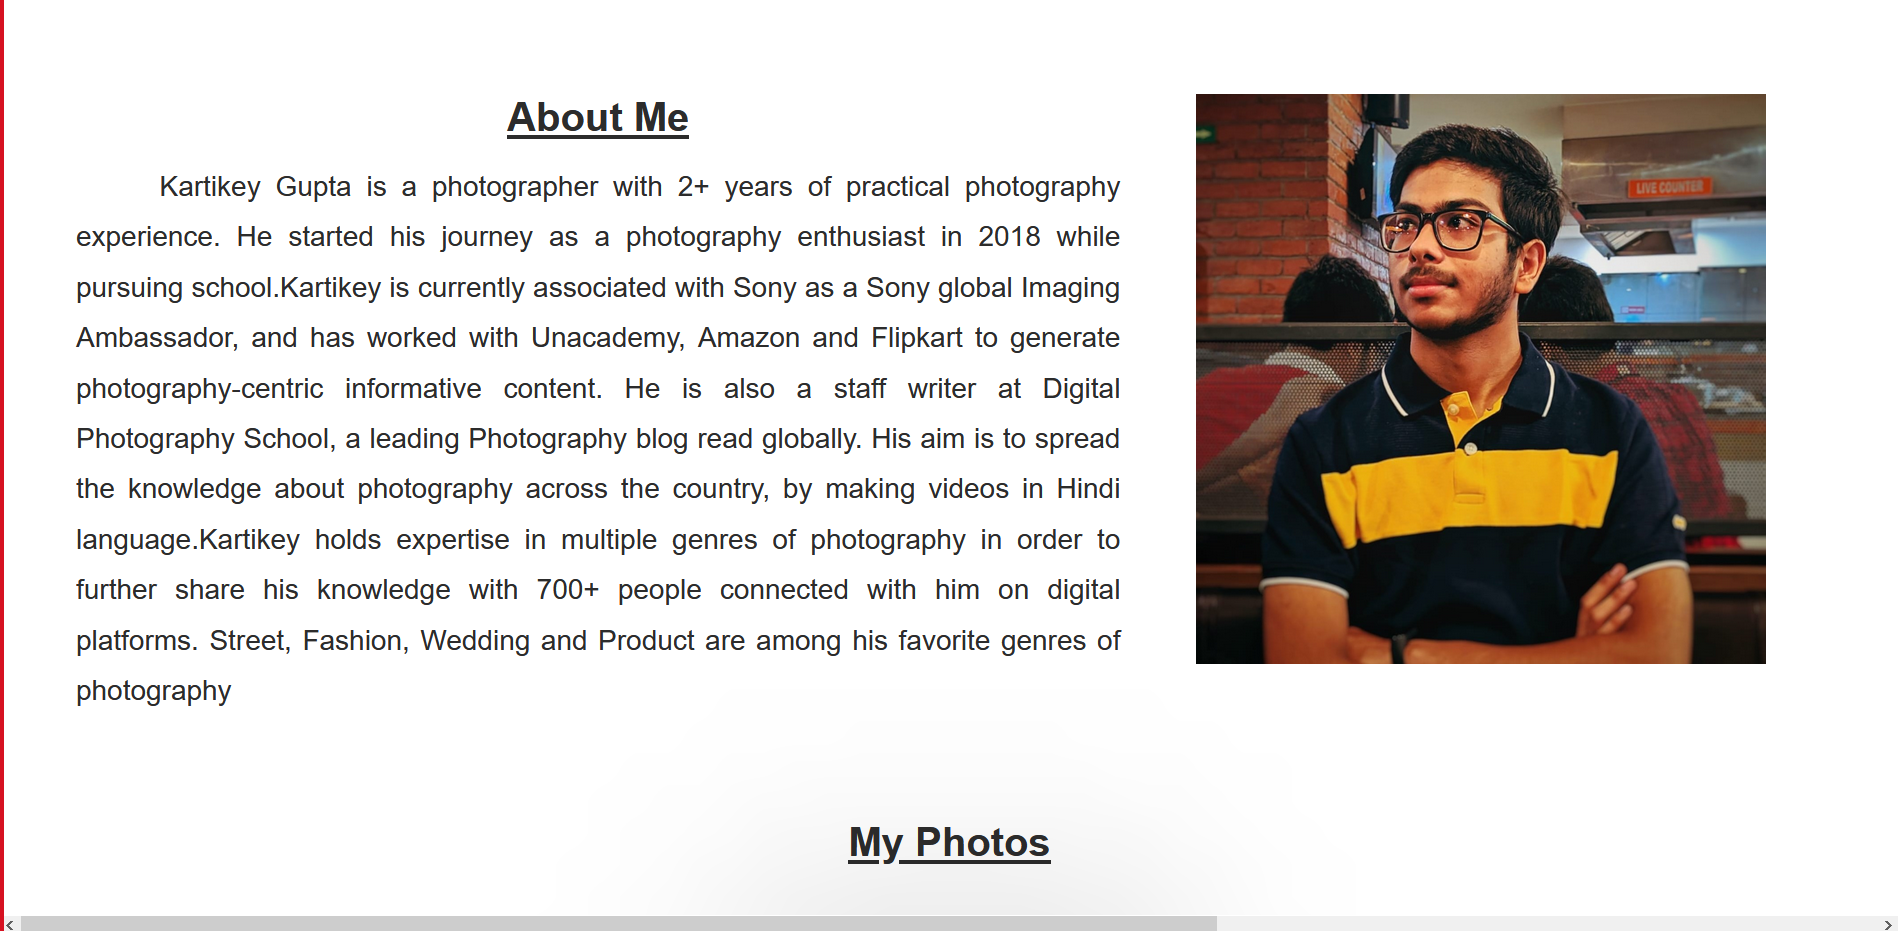 About Me
Kartikey Gupta is a photographer with 2+ years of practical photography
experience. He started his journey as a photography enthusiast in 2018 while
pursuing school.Kartikey is currently associated with Sony as a Sony global Imaging
Ambassador, and has worked with Unacademy, Amazon and Flipkart to generate
photography-centric informative content. He is also a staff writer at Digital
Photography School, a leading Photography blog read globally. His aim is to spread
the knowledge about photography across the country, by making videos in Hindi
language.Kartikey holds expertise in multiple genres of photography in order to
further share his knowledge with 700+ people connected with him on digital
platforms. Street, Fashion, Wedding and Product are among his favorite genres of
photography
LIVE COUNTER
My Photos